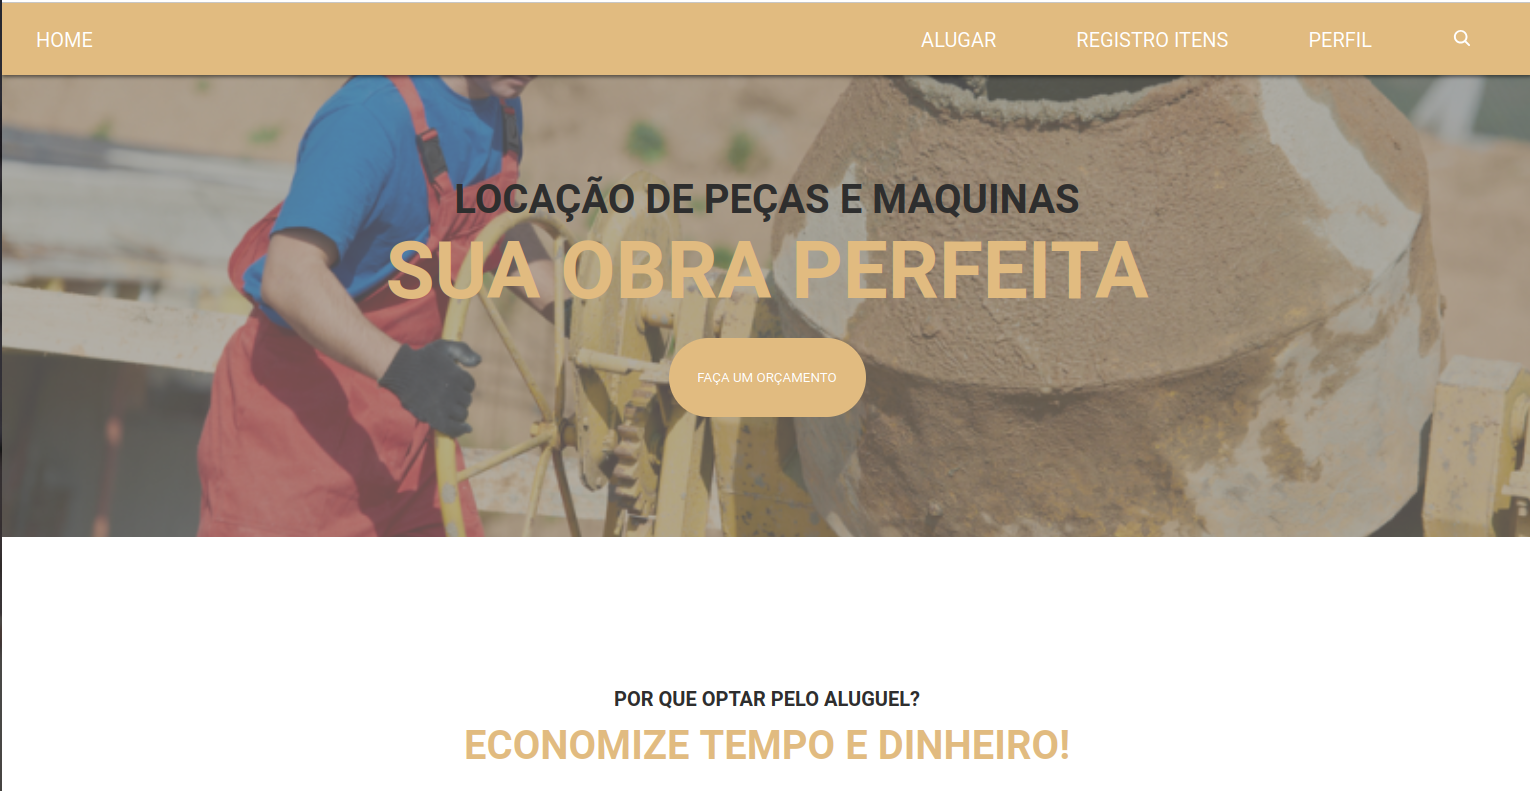 HOME ALUGAR REGISTRO ITENS PERFIL
LOCAÇÃO DE PEÇAS E MAQUINAS
SUA OBRA PERFEITA
FAÇA UM ORÇAMENTO
POR QUE OPTAR PELO ALUGUEL?
ECONOMIZE TEMPO E DINHEIRO!